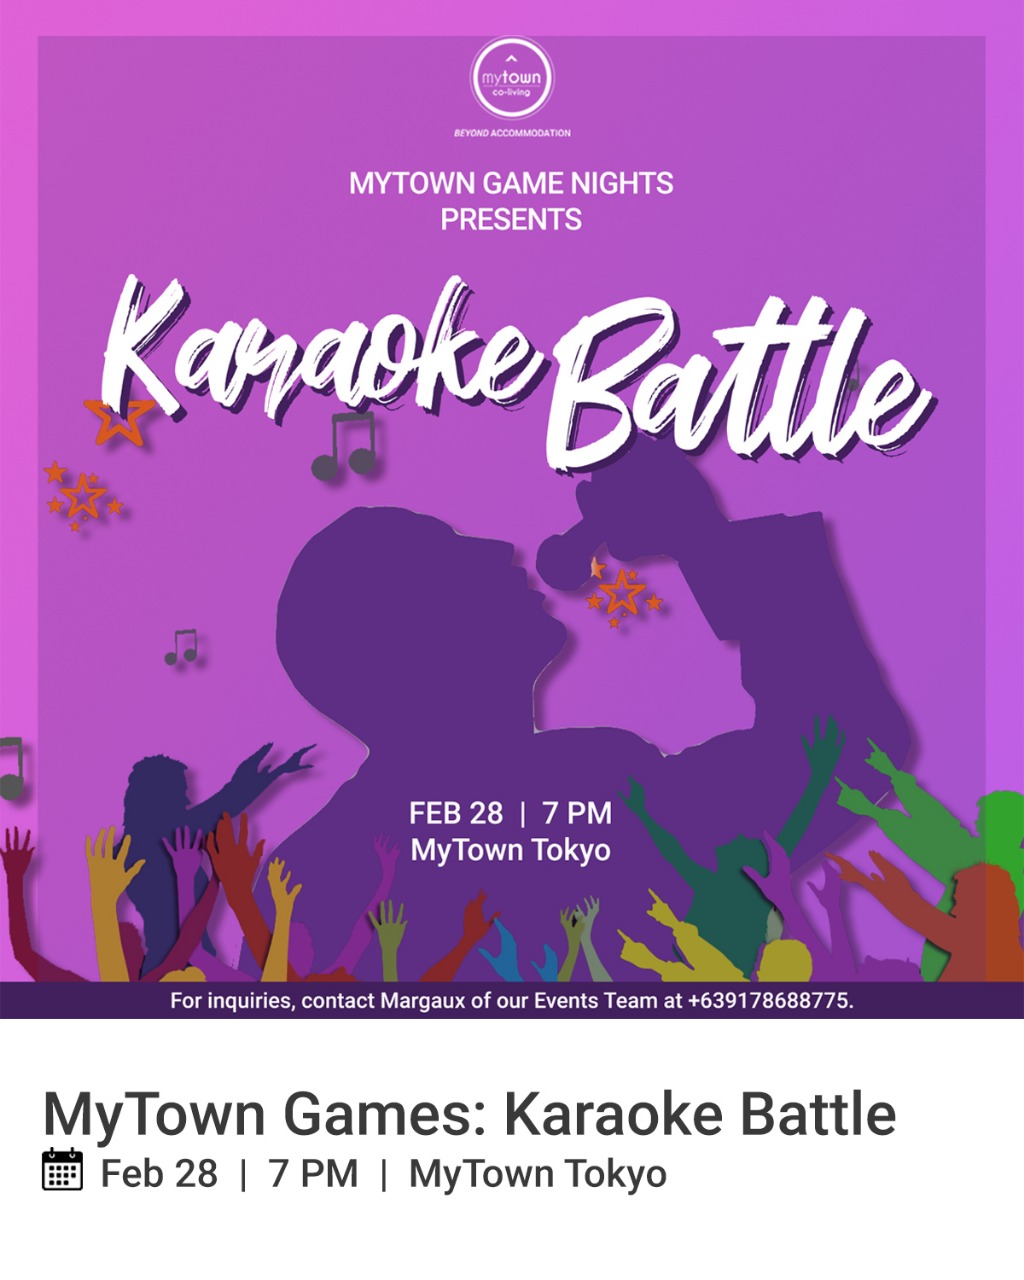 mytown
co-living
BEYOND ACCOMMODATION
MYTOWN GAME NIGHTS
PRESENTS
Karaoke Battle
FEB 28 | 7 PM
MyTown Tokyo
For inquiries, contact Margaux of our Events Team at +639178688775.
MyTown Games: Karaoke Battle
Feb 28 | 7 PM | MyTown Tokyo